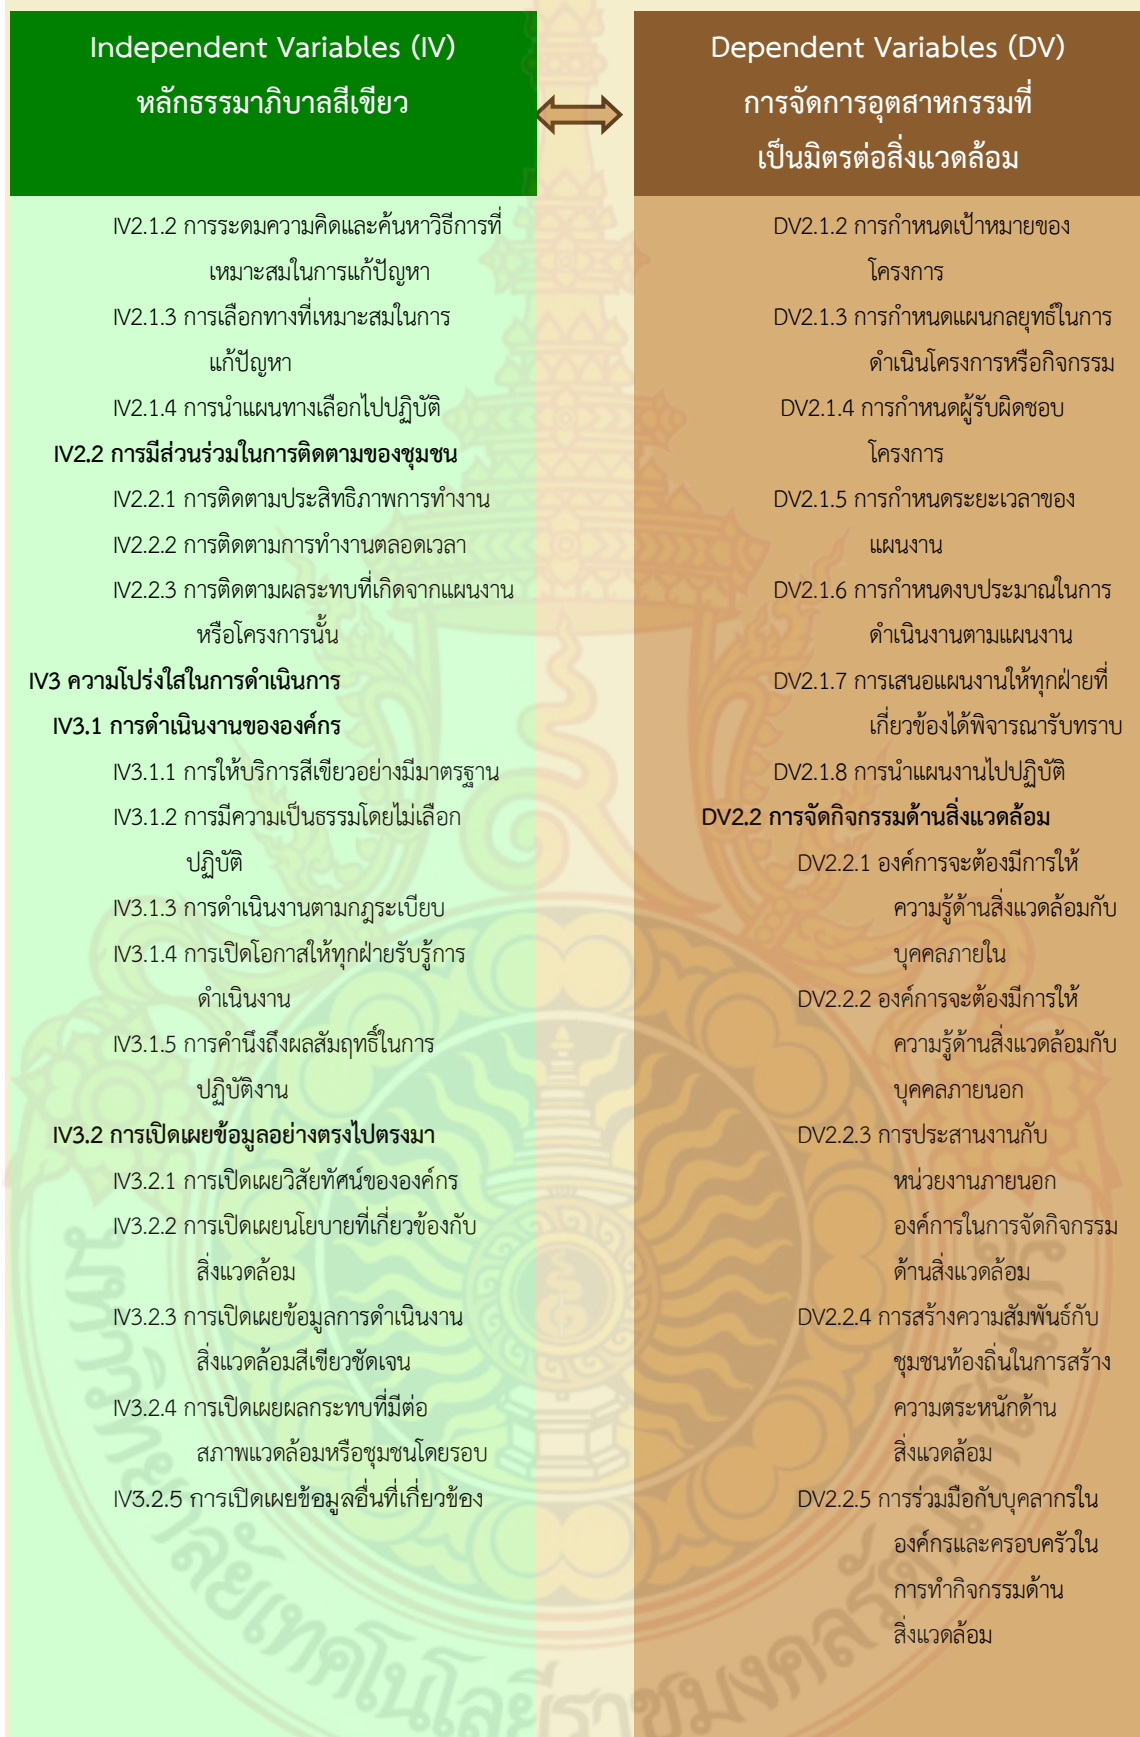 Independent Variables (IV)
หลักธรรมาภิบาลสีเขียว
IV2.1.2 การระดมความคิดและค้นหาวิธีการที่
เหมาะสมในการแก้ปัญหา
IV2.1.3 การเลือกทางที่เหมาะสมในการ
แก้ปัญหา
IV2.1.4 การนำแผนทางเลือกไปปฏิบัติ
IV2.2 การมีส่วนร่วมในการติดตามของชุมชน
IV2.2.1 การติดตามประสิทธิภาพการทำงาน
IV2.2.2 การติดตามการทำงานตลอดเวลา
IV2.2.3 การติดตามผลระทบที่เกิดจากแผนงาน
หรือโครงการนั้น
IV3 ความโปร่งใสในการดำเนินการ
IV3.1 การดำเนินงานขององค์กร
IV3.1.1 การให้บริการสีเขียวอย่างมีมาตรฐาน
IV3.1.2 การมีความเป็นธรรมโดยไม่เลือก
ปฏิบัติ
IV3.1.3 การดำเนินงานตามกฎระเบียบ
IV3.1.4 การเปิดโอกาสให้ทุกฝ่ายรับรู้การ
ดำเนินงาน
IV3.1.5 การคำนึงถึงผลสัมฤทธิ์ในการ
ปฏิบัติงาน
IV3.2 การเปิดเผยข้อมูลอย่างตรงไปตรงมา
IV3.2.1 การเปิดเผยวิสัยทัศน์ขององค์กร
IV3.2.2 การเปิดเผยนโยบายที่เกี่ยวข้องกับ
สิ่งแวดล้อม
IV3.2.3 การเปิดเผยข้อมูลการดำเนินงาน
สิ่งแวดล้อมสีเขียวชัดเจน
IV3.2.4 การเปิดเผยผลกระทบที่มีต่อ
สภาพแวดล้อมหรือชุมชนโดยรอบ
IV3.2.5 การเปิดเผยข้อมูลอื่นที่เกี่ยวข้อง
Dependent Variables (DV)
การจัดการอุตสาหกรรมที่
เป็นมิตรต่อสิ่งแวดล้อม
DV2.1.2 การกำหนดเป้าหมายของ
โครงการ
DV2.1.3 การกำหนดแผนกลยุทธ์ในการ
ดำเนินโครงการหรือกิจกรรม
DV2.1.4 การกำหนดผู้รับผิดชอบ
โครงการ
DV2.1.5 การกำหนดระยะเวลาของ
แผนงาน
DV2.1.6 การกำหนดงบประมาณในการ
ดำเนินงานตามแผนงาน
DV2.1.7 การเสนอแผนงานให้ทุกฝ่ายที่
เกี่ยวข้องได้พิจารณารับทราบ
DV2.1.8 การนำแผนงานไปปฏิบัติ
DV2.2 การจัดกิจกรรมด้านสิ่งแวดล้อม
DV2.2.1 องค์การจะต้องมีการให้
ความรู้ด้านสิ่งแวดล้อมกับ
บุคคลภายใน
DV2.2.2 องค์การจะต้องมีการให้
ความรู้ด้านสิ่งแวดล้อมกับ
บุคคลภายนอก
DV2.2.3 การประสานงานกับ
หน่วยงานภายนอก
องค์การในการจัดกิจกรรม
ด้านสิ่งแวดล้อม
DV2.2.4 การสร้างความสัมพันธ์กับ
ชุมชนท้องถิ่นในการสร้าง
ความตระหนักด้าน
สิ่งแวดล้อม
DV2.2.5 การร่วมมือกับบุคลากรใน
องค์กรและครอบครัวใน
การทำกิจกรรมด้าน
สิ่งแวดล้อม
มหาวิทยาลัยเทคโนโลยีราชมงคลรัตนโกสินทร์